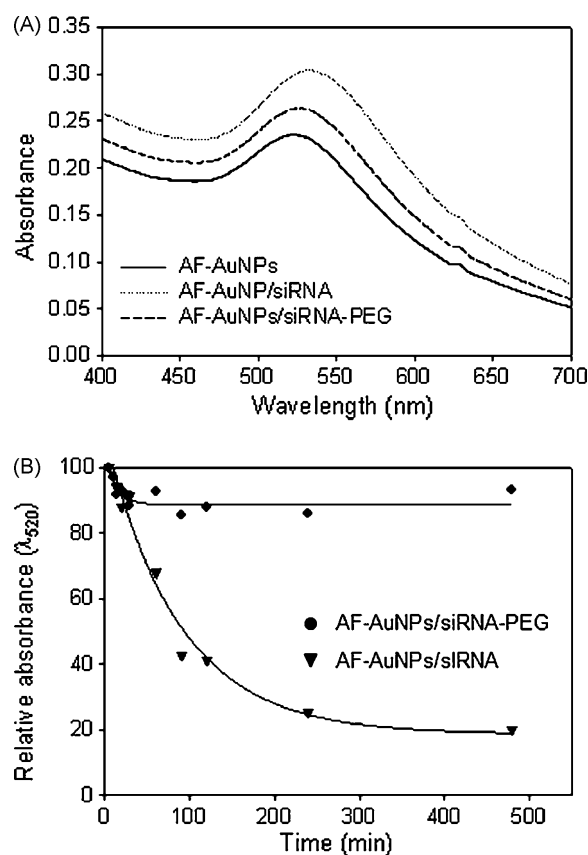 (A)
0.35
0.30
0.25
0.20
0.15
0.10
0.05
0.00
Absorbance
AF-AuNPs
AF-AuNP/siRNA
AF-AuNPs/siRNA-PEG
400 450 500 550 600 650 700
Wavelength (nm)
(B)
100
80
60
40
20
0
Relative absorbance (λ520)
AF-AuNPs/siRNA-PEG
AF-AuNPs/sIRNA
0 100 200 300 400 500
Time (min)